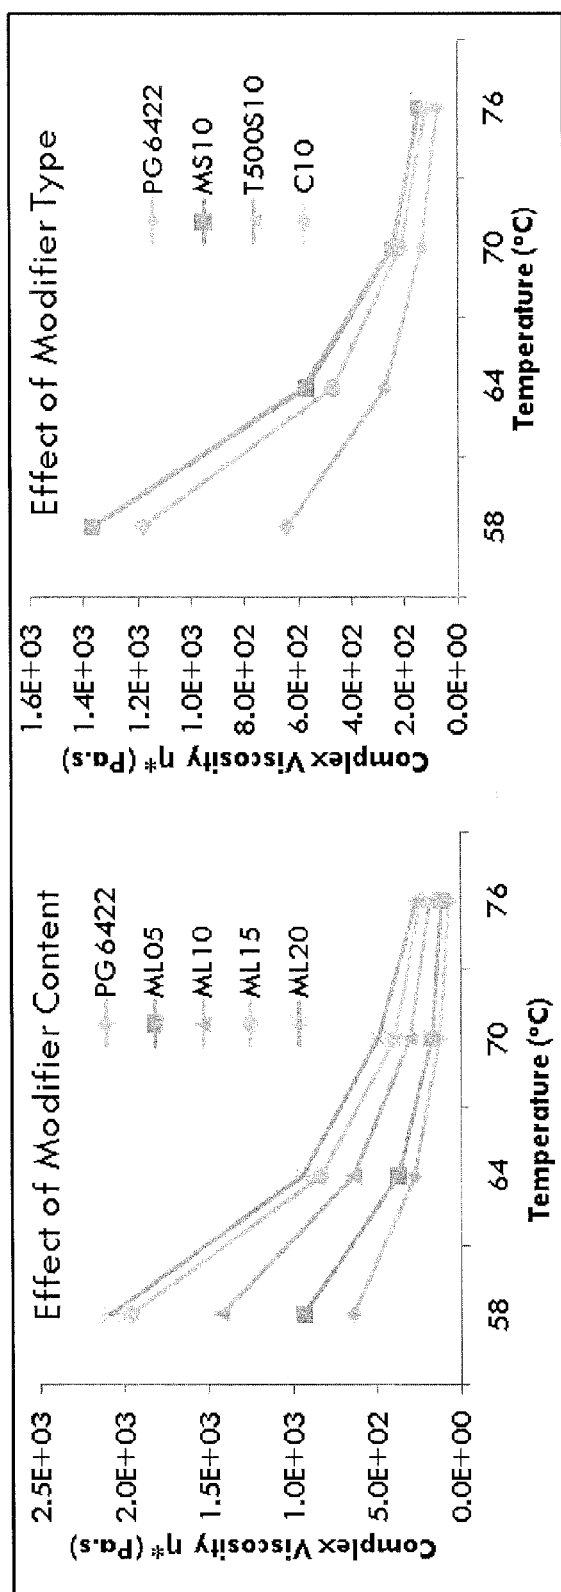 Effect of Modifier Content
Complex Viscosity η* (Pa.s)
2.5E+03
2.0E+03
1.5E+03
1.0E+03
5.0E+02
0.0E+00
PG6422
ML05
ML10
ML15
ML20
58
64
70
76
Temperature (°C)
Effect of Modifier Type
Complex Viscosity η* (Pa.s)
1.6E+03
1.4E+03
1.2E+03
1.0E+03
8.0E+02
6.0E+02
4.0E+02
2.0E+02
0.0E+00
PG6422
MS10
T500S10
C10
58
64
70
76
Temperature (°C)